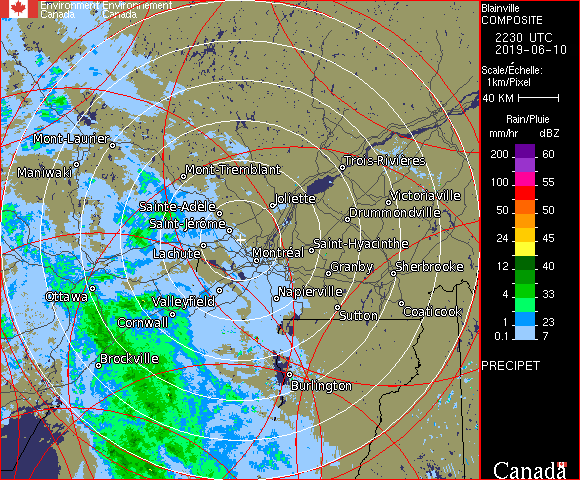 Environment Environnement
Canada Canada
Blainville
COMPOSITE
2230 UTC
2019-06-10
Scale/Échelle:
1km/Pixel
40 KM
Rain/Pluie
mm/hr dBZ
200 60
100 55
50 50
24 45
12 40
4 33
1 23
0.1 7
PRECIPET
Canada
Mont-Laurier
Maniwaki
Mont-Tremblant
Trois-Rivières
Sainte-Adèle
Joliette
Victoriaville
Saint-Jérôme
Drummondville
Lachute
Montréal
Saint-Hyacinthe
Granby
Sherbrooke
Ottawa
Valleyfield
Napierville
Cornwall
Sutton
Coaticook
Brockville
Burlington